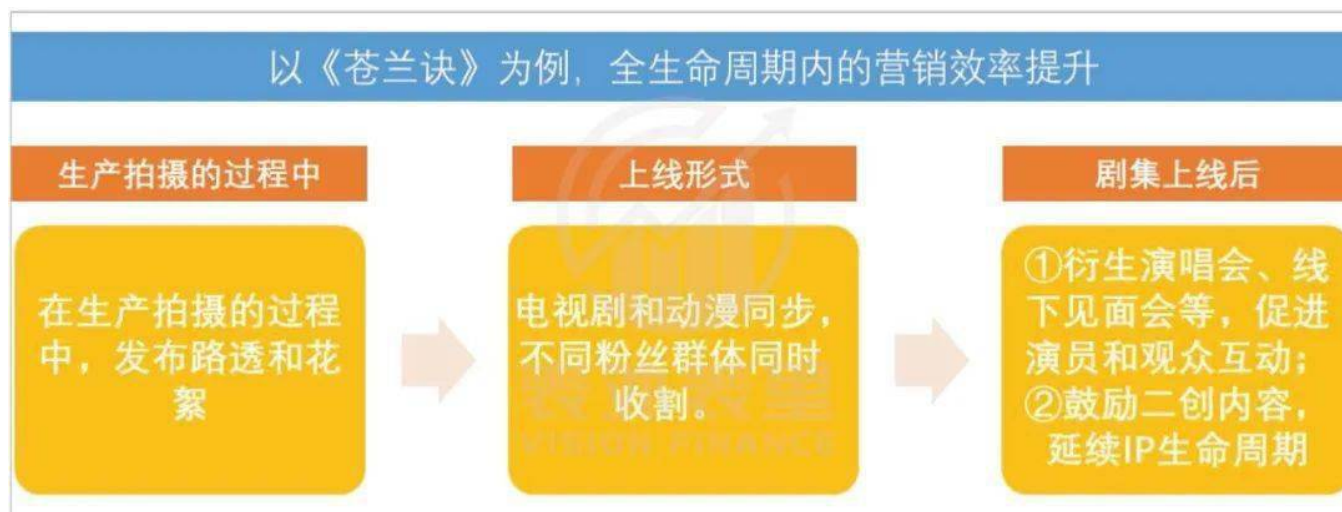 以《苍兰诀》为例，全生命周期内的营销效率提升
生产拍摄的过程中
上线形式
剧集上线后
在生产拍摄的过程
中，发布路透和花
絮
电视剧和动漫同步，
不同粉丝群体同时
收割。
①衍生演唱会、线
下见面会等，促进
演员和观众互动；
②鼓励二创内容，
延续IP生命周期
VISION FINANCE